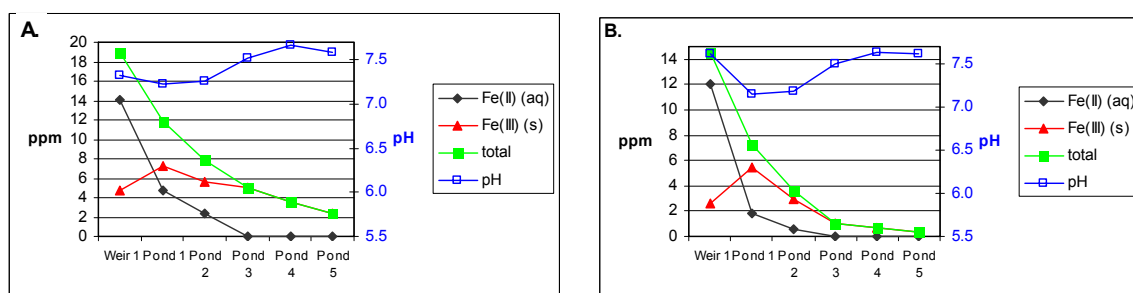 A.
20
18
16
14
12
10
8
6
4
2
0
ppm
7.5
7.0
6.5
6.0
5.5
pH
Weir 1 Pond 1 Pond 2 Pond 3 Pond 4 Pond 5
Fe(II) (aq)
Fe(III) (s)
total
pH
B.
14
12
10
8
6
4
2
0
ppm
7.5
7.0
6.5
6.0
5.5
pH
Weir 1 Pond 1 Pond 2 Pond 3 Pond 4 Pond 5
Fe(II) (aq)
Fe(III) (s)
total
pH